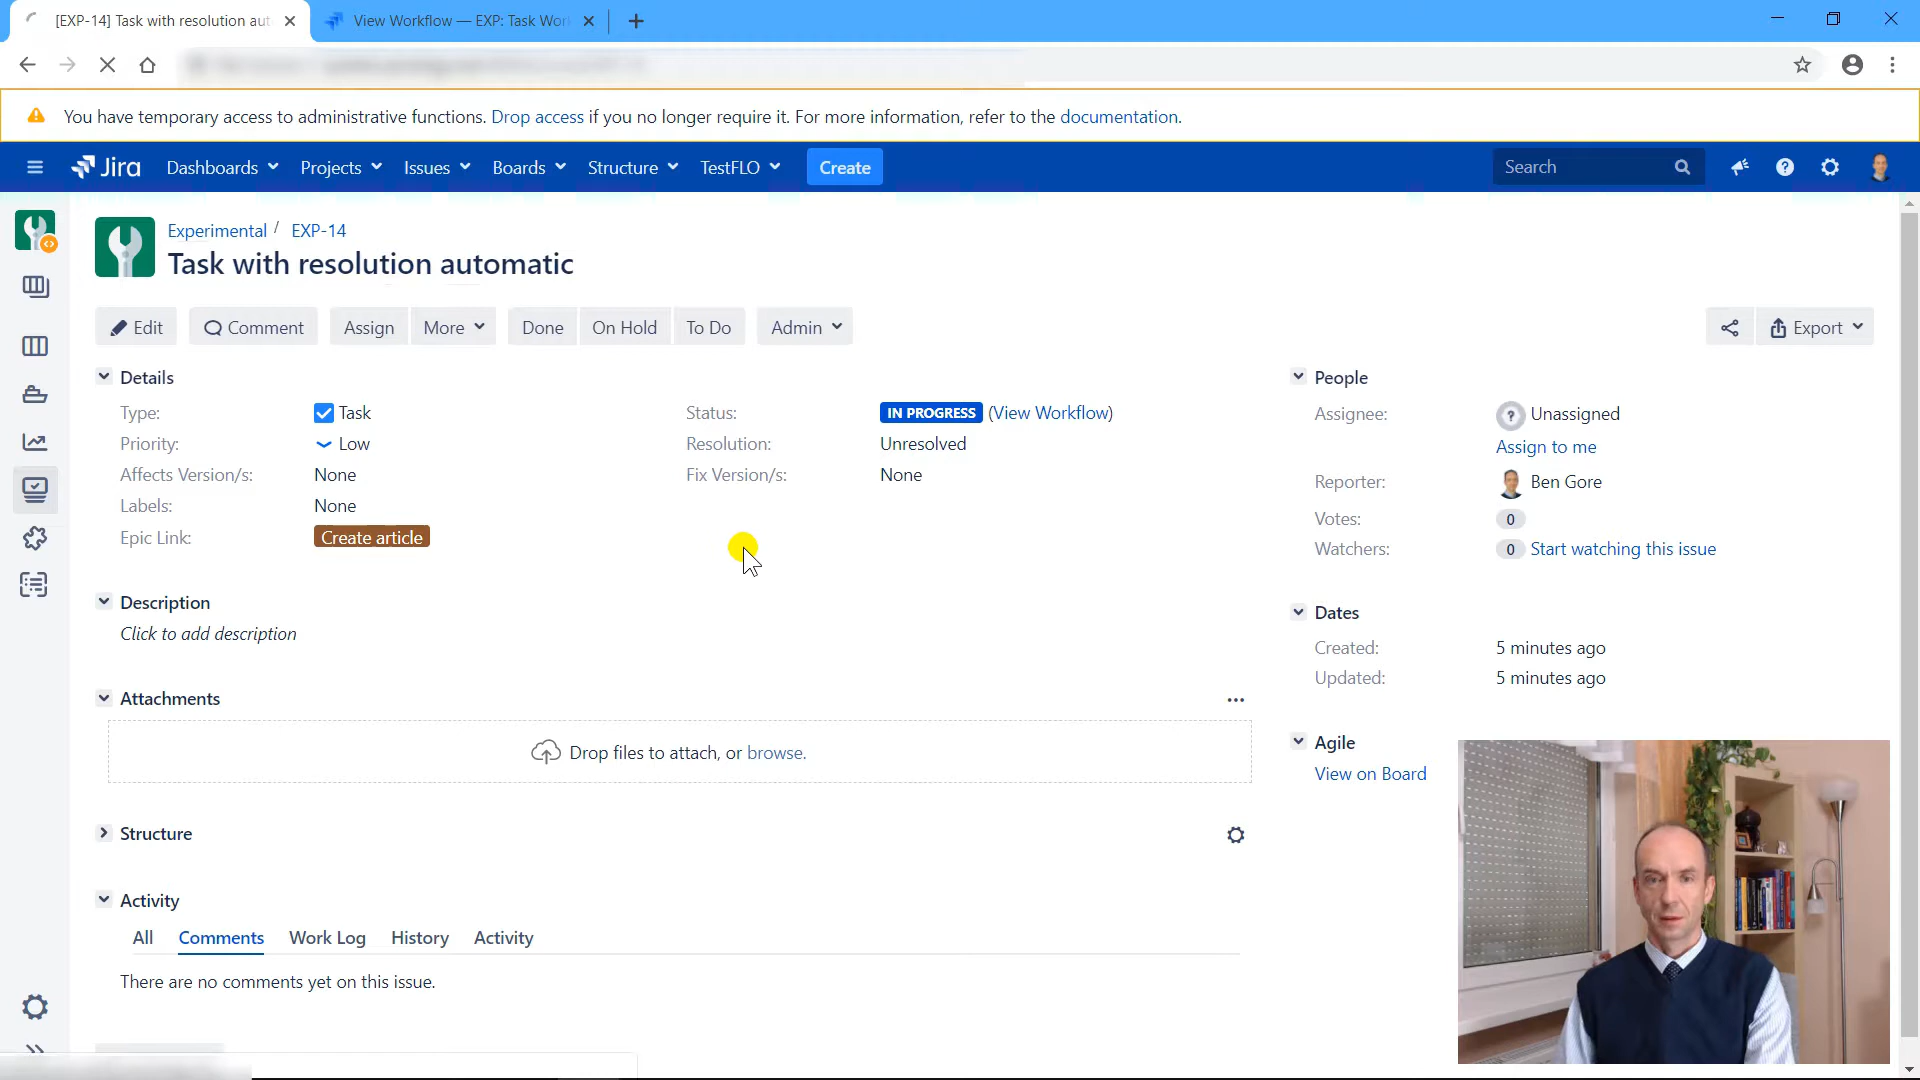 [EXP-14] Task with resolution aut
View Workflow — EXP: Task Wor
You have temporary access to administrative functions. Drop access if you no longer require it. For more information, refer to the documentation.
Jira Dashboards Projects Issues Boards Structure TestFLO Create Search
Experimental / EXP-14
Task with resolution automatic
Edit Comment Assign More Done On Hold To Do Admin Export
Details
Type: Task
Priority: Low
Affects Version/s: None
Labels: None
Epic Link: Create article
Status: IN PROGRESS (View Workflow)
Resolution: Unresolved
Fix Version/s: None
Description
Click to add description
Attachments
Drop files to attach, or browse.
Structure
Activity
All Comments Work Log History Activity
There are no comments yet on this issue.
People
Assignee: Unassigned
Assign to me
Reporter: Ben Gore
Votes: 0
Watchers: 0 Start watching this issue
Dates
Created: 5 minutes ago
Updated: 5 minutes ago
Agile
View on Board